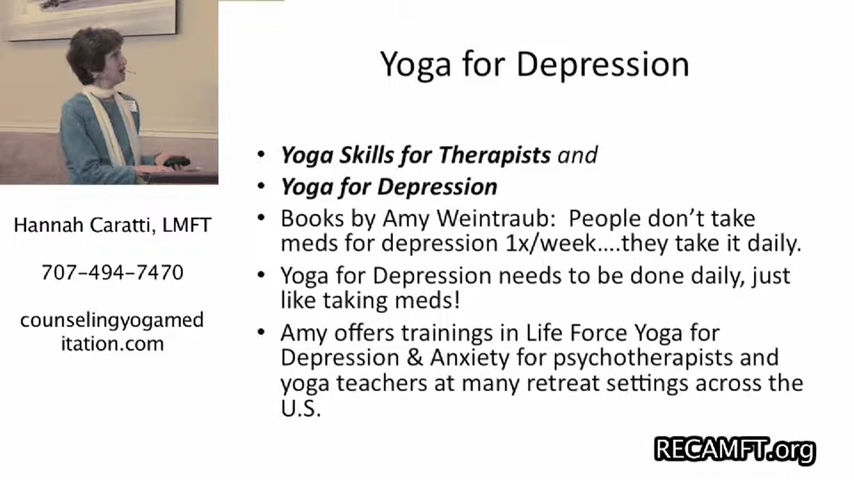 Yoga for Depression
• Yoga Skills for Therapists and
• Yoga for Depression
• Books by Amy Weintraub:  People don’t take
meds for depression 1x/week....they take it daily.
• Yoga for Depression needs to be done daily, just
like taking meds!
• Amy offers trainings in Life Force Yoga for
Depression & Anxiety for psychotherapists and
yoga teachers at many retreat settings across the
U.S.
Hannah Caratti, LMFT
707-494-7470
counselingyogamed
itation.com
RECAMFT.org